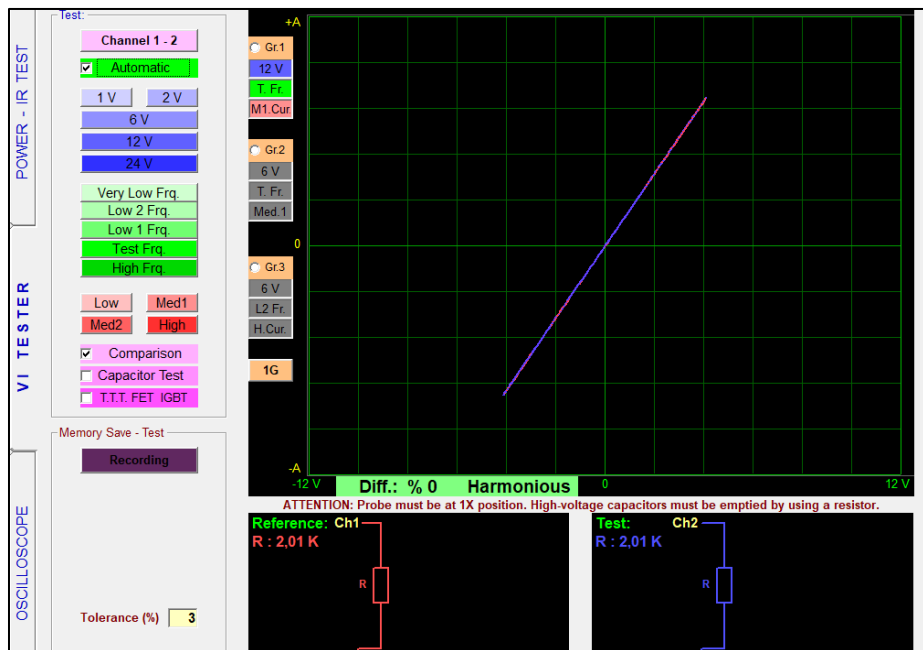 POWER - IR TEST
VI TESTER
OSCILLOSCOPE
Test:
Channel 1 - 2
Automatic
1 V
2 V
6 V
12 V
24 V
Very Low Frq.
Low 2 Frq.
Low 1 Frq.
Test Frq.
High Frq.
Low
Med1
Med2
High
Comparison
Capacitor Test
T.T.T. FET IGBT
Memory Save - Test
Recording
Tolerance (%) 3
Gr.1
12 V
T. Fr.
M1.Cur
Gr.2
6 V
T. Fr.
Med.1
Gr.3
6 V
L2 Fr.
H.Cur.
1G
+A
0
-A
-12 V
0
12 V
Diff.: % 0 Harmonious
ATTENTION: Probe must be at 1X position. High-voltage capacitors must be emptied by using a resistor.
Reference: Ch1
R : 2,01 K
R
Test: Ch2
R : 2,01 K
R